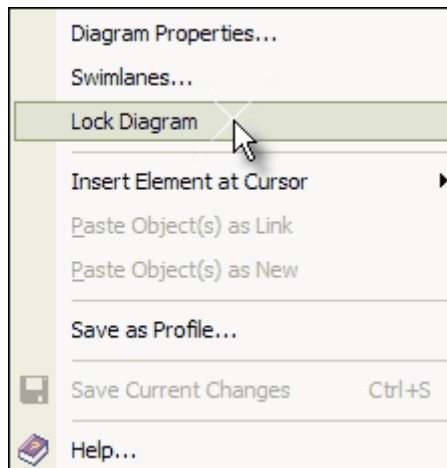 Diagram Properties...
Swimlanes...
Lock Diagram
Insert Element at Cursor
Paste Object(s) as Link
Paste Object(s) as New
Save as Profile...
Save Current Changes Ctrl+S
Help...